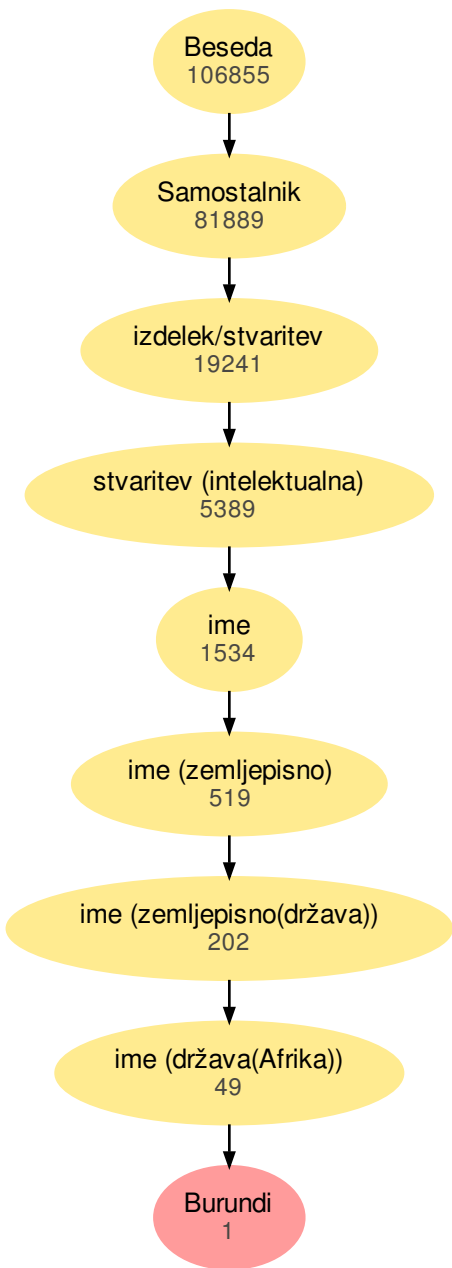 Beseda
106855
Samostalnik
81889
izdelek/stvaritev
19241
stvaritev (intelektualna)
5389
ime
1534
ime (zemljepisno)
519
ime (zemljepisno(država))
202
ime (država(Afrika))
49
Burundi
1